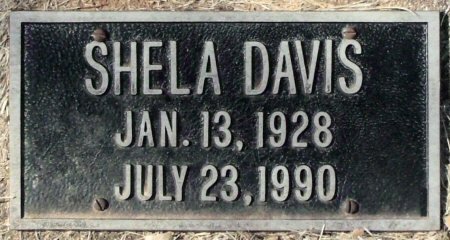 SHELA DAVIS
JAN. 13, 1928
JULY 23, 1990